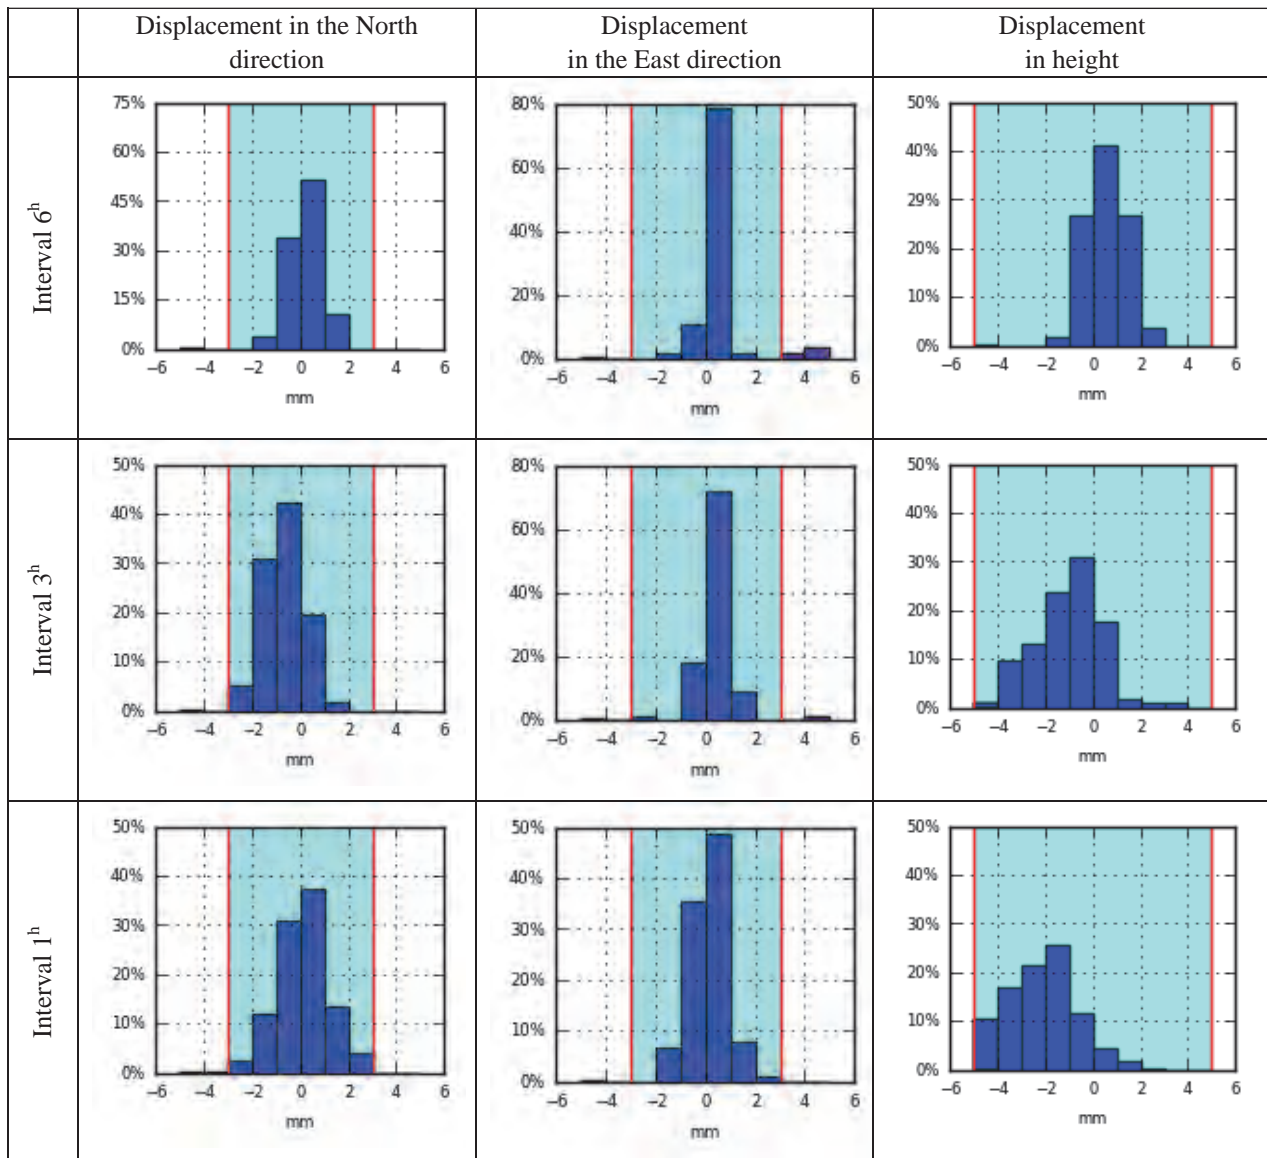 Displacement in the North
direction
Displacement
in the East direction
Displacement
in height
Interval 6h
75%
60%
45%
30%
15%
0%
−6 −4 −2 0 2 4 6
mm
80%
60%
40%
20%
0%
−6 −4 −2 0 2 4 6
mm
50%
40%
29%
20%
10%
0%
−6 −4 −2 0 2 4 6
mm
Interval 3h
50%
40%
30%
20%
10%
0%
−6 −4 −2 0 2 4 6
mm
80%
60%
40%
20%
0%
−6 −4 −2 0 2 4 6
mm
50%
40%
30%
20%
10%
0%
−6 −4 −2 0 2 4 6
mm
Interval 1h
50%
40%
30%
20%
10%
0%
−6 −4 −2 0 2 4 6
mm
50%
40%
30%
20%
10%
0%
−6 −4 −2 0 2 4 6
mm
50%
40%
30%
20%
10%
0%
−6 −4 −2 0 2 4 6
mm